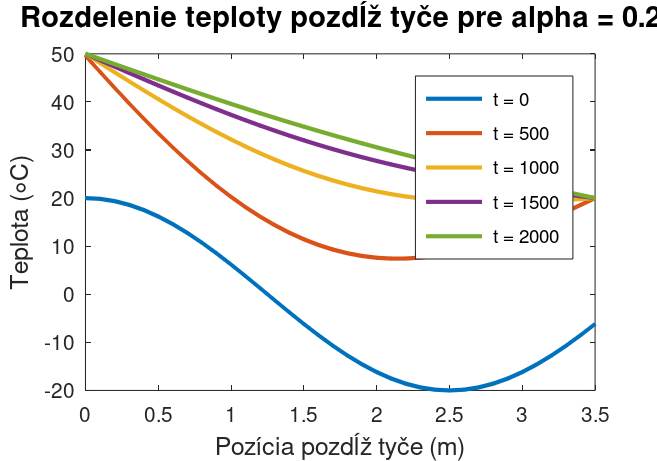 Rozdelenie teploty pozdĺž tyče pre alpha = 0.2
50
40
30
20
10
0
-10
-20
Teplota (∘C)
t = 0
t = 500
t = 1000
t = 1500
t = 2000
0 0.5 1 1.5 2 2.5 3 3.5
Pozícia pozdĺž tyče (m)